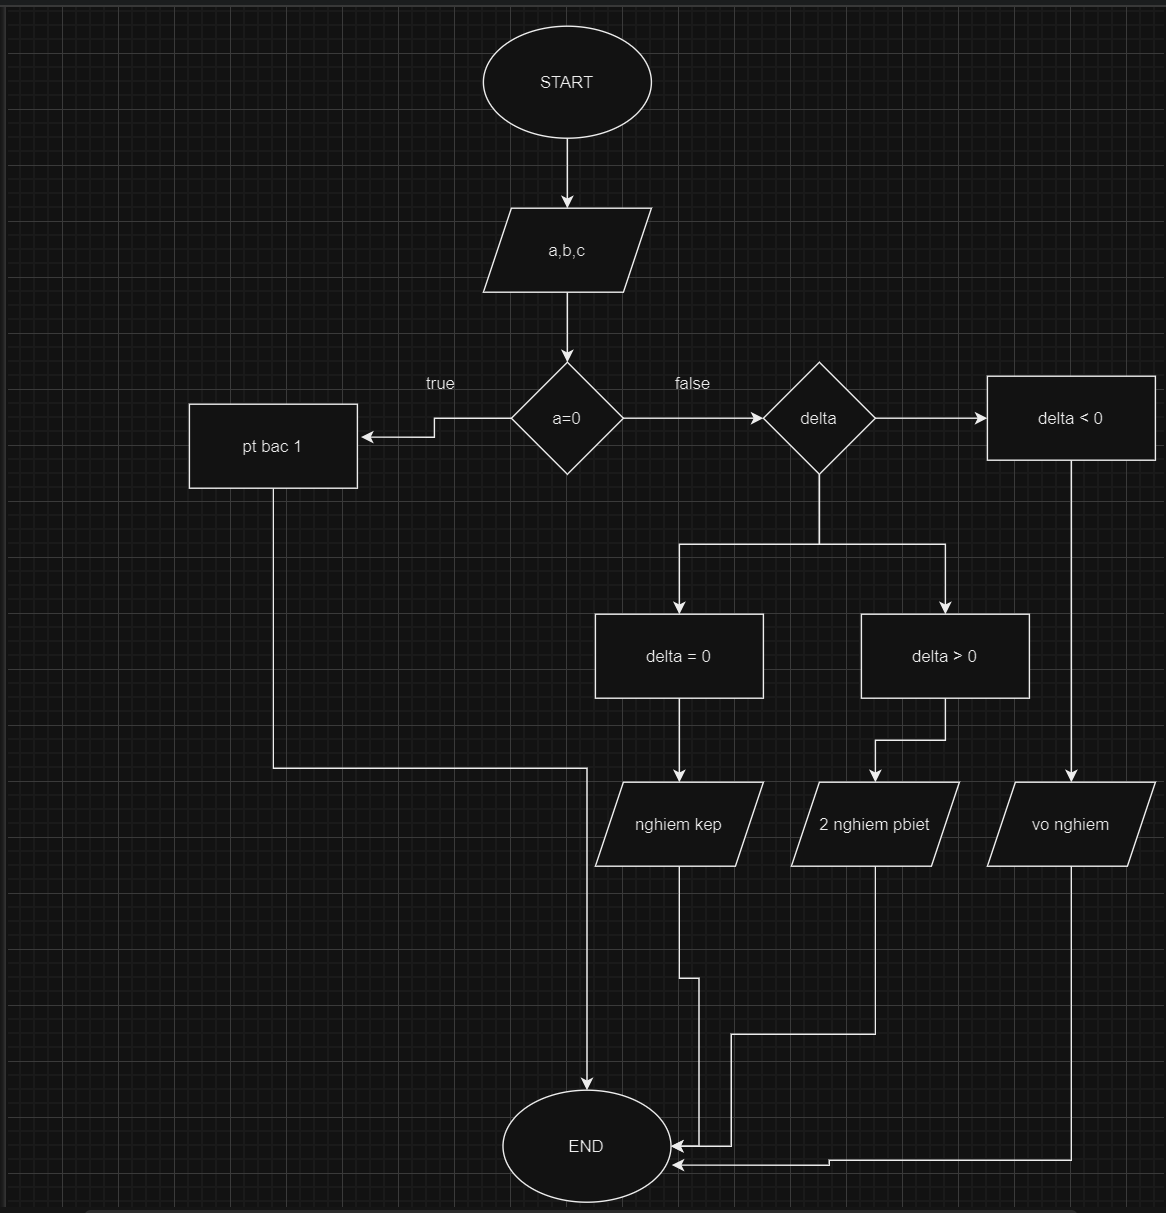 START
a,b,c
true
false
a=0
delta
delta < 0
pt bac 1
delta = 0
delta > 0
nghiem kep
2 nghiem pbiet
vo nghiem
END